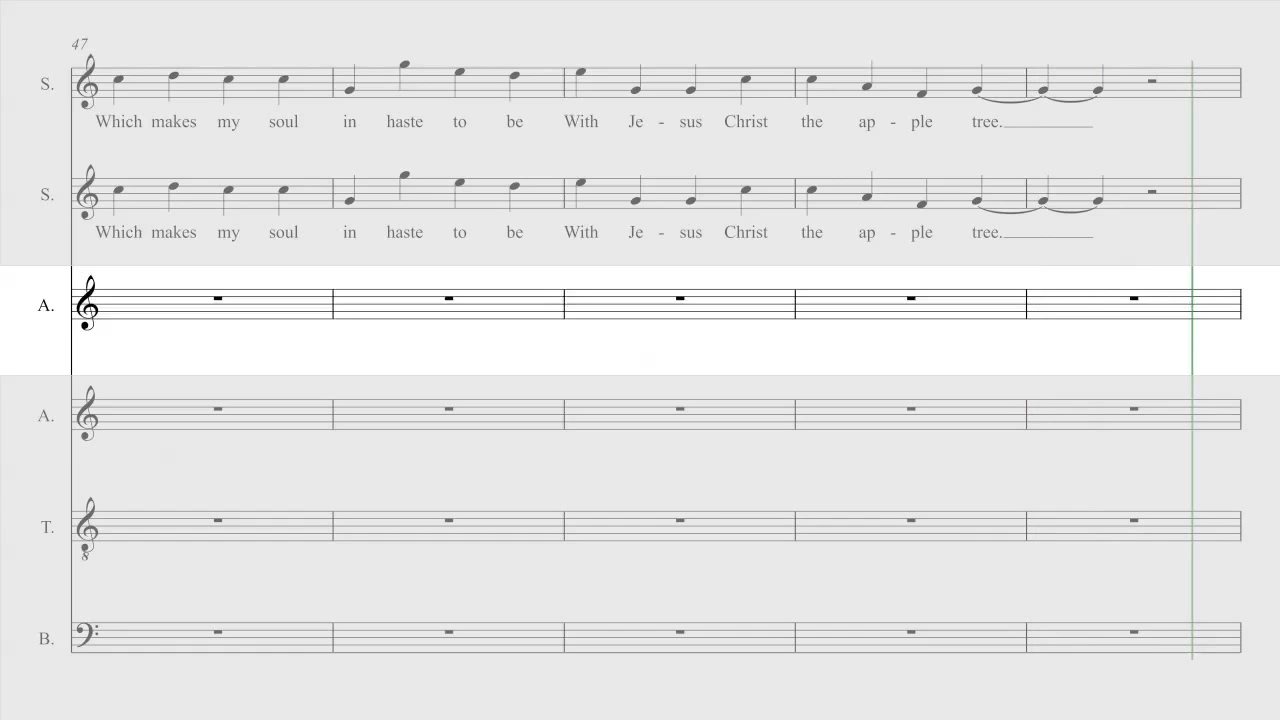 47
S.
Which makes my soul in haste to be With Je - sus Christ the ap - ple tree.
S.
Which makes my soul in haste to be With Je - sus Christ the ap - ple tree.
A.
A.
T.
8
B.